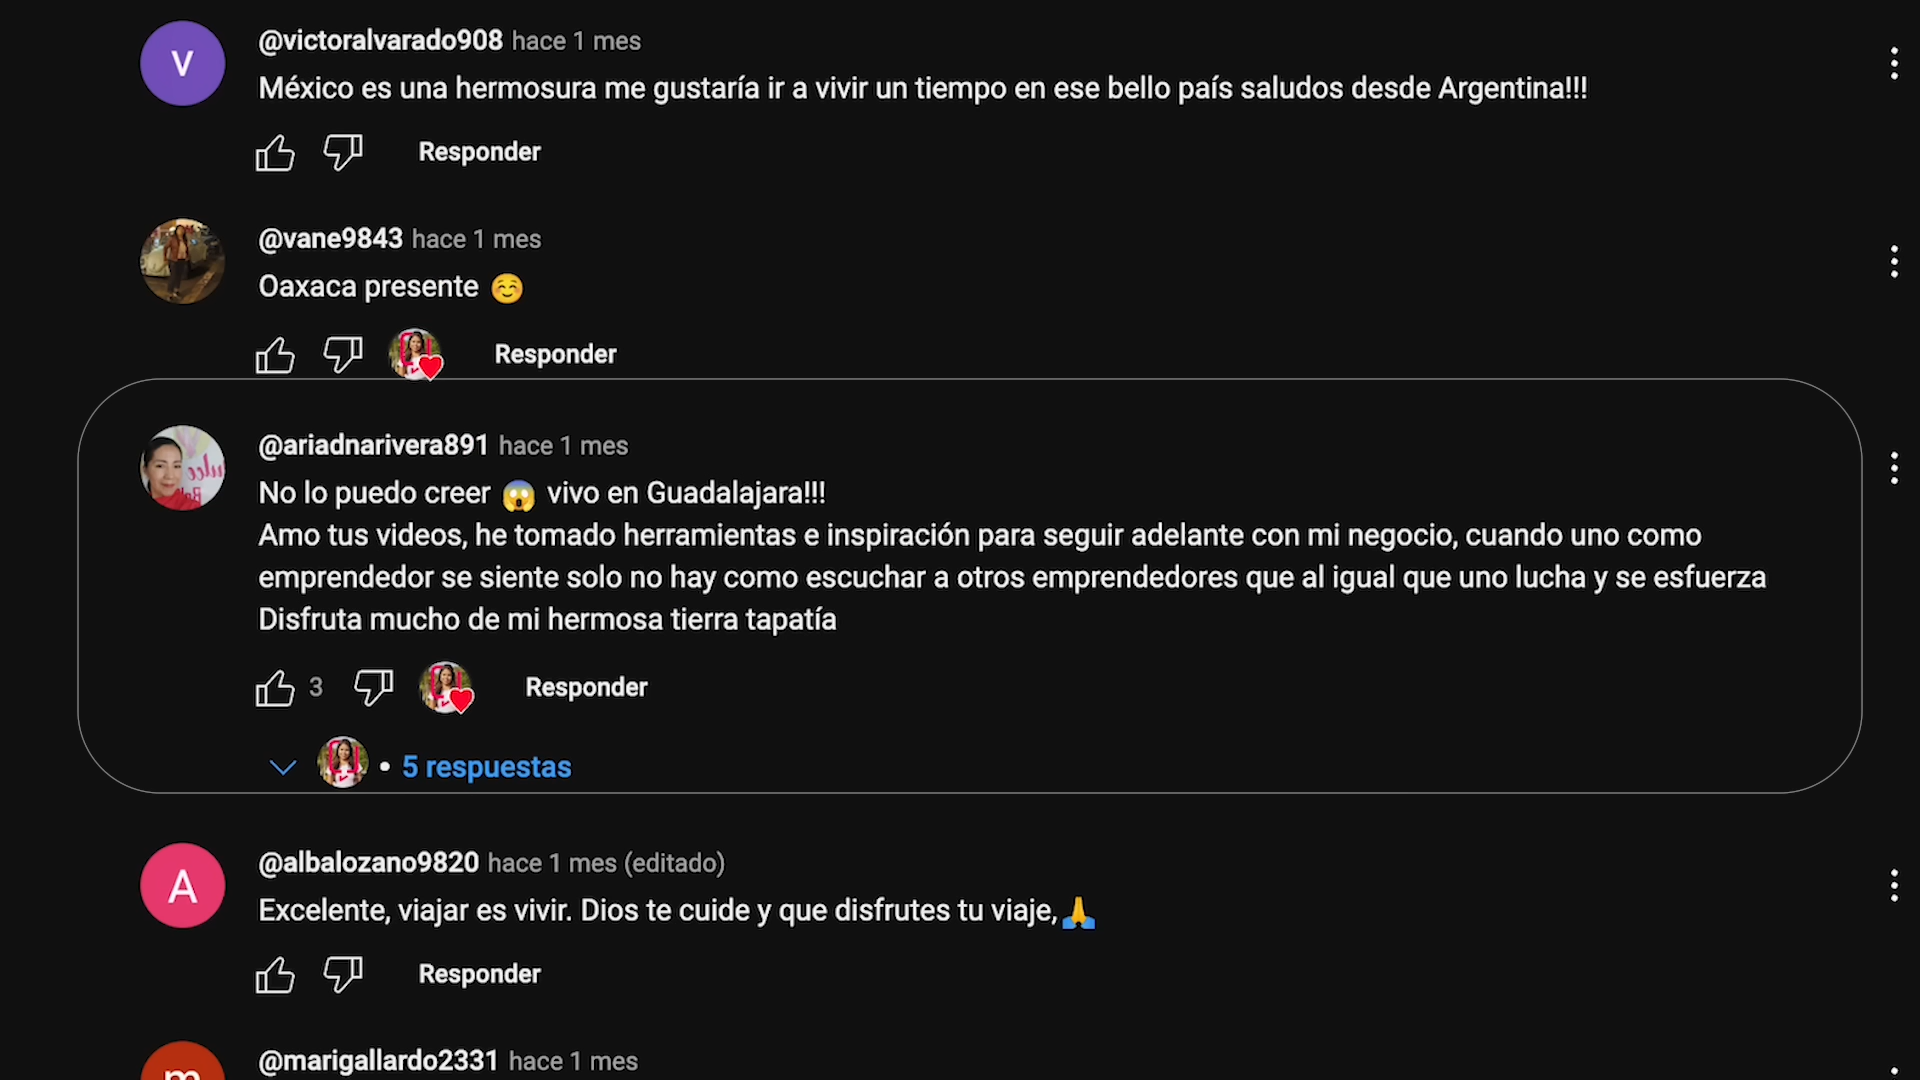 V
@victoralvarado908 hace 1 mes
México es una hermosura me gustaría ir a vivir un tiempo en ese bello país saludos desde Argentina!!!
Responder
@vane9843 hace 1 mes
Oaxaca presente ☺️
Responder
@ariadnarivera891 hace 1 mes
No lo puedo creer 😱 vivo en Guadalajara!!!
Amo tus videos, he tomado herramientas e inspiración para seguir adelante con mi negocio, cuando uno como
emprendedor se siente solo no hay como escuchar a otros emprendedores que al igual que uno lucha y se esfuerza
Disfruta mucho de mi hermosa tierra tapatía
3 Responder
• 5 respuestas
A
@albalozano9820 hace 1 mes (editado)
Excelente, viajar es vivir. Dios te cuide y que disfrutes tu viaje,🙏
Responder
m
@marigallardo2331 hace 1 mes